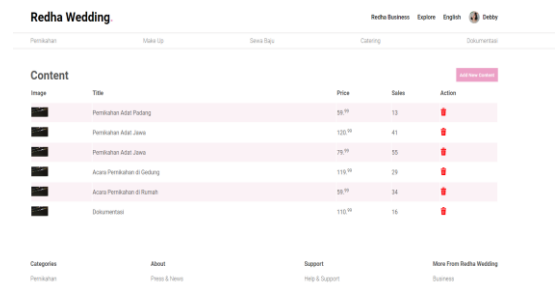 Redha Wedding.
Redha Business Explore English Debby
Pernikahan Make Up Sewa Baju Catering Dokumentasi
Content
Add New Content
Image Title Price Sales Action
Pernikahan Adat Padang 59.99 13
Pernikahan Adat Jawa 120.99 41
Pernikahan Adat Jawa 79.99 55
Acara Pernikahan di Gedung 119.99 29
Acara Pernikahan di Rumah 59.99 34
Dokumentasi 110.99 16
Categories About Support More From Redha Wedding
Pernikahan Press & News Help & Support Business